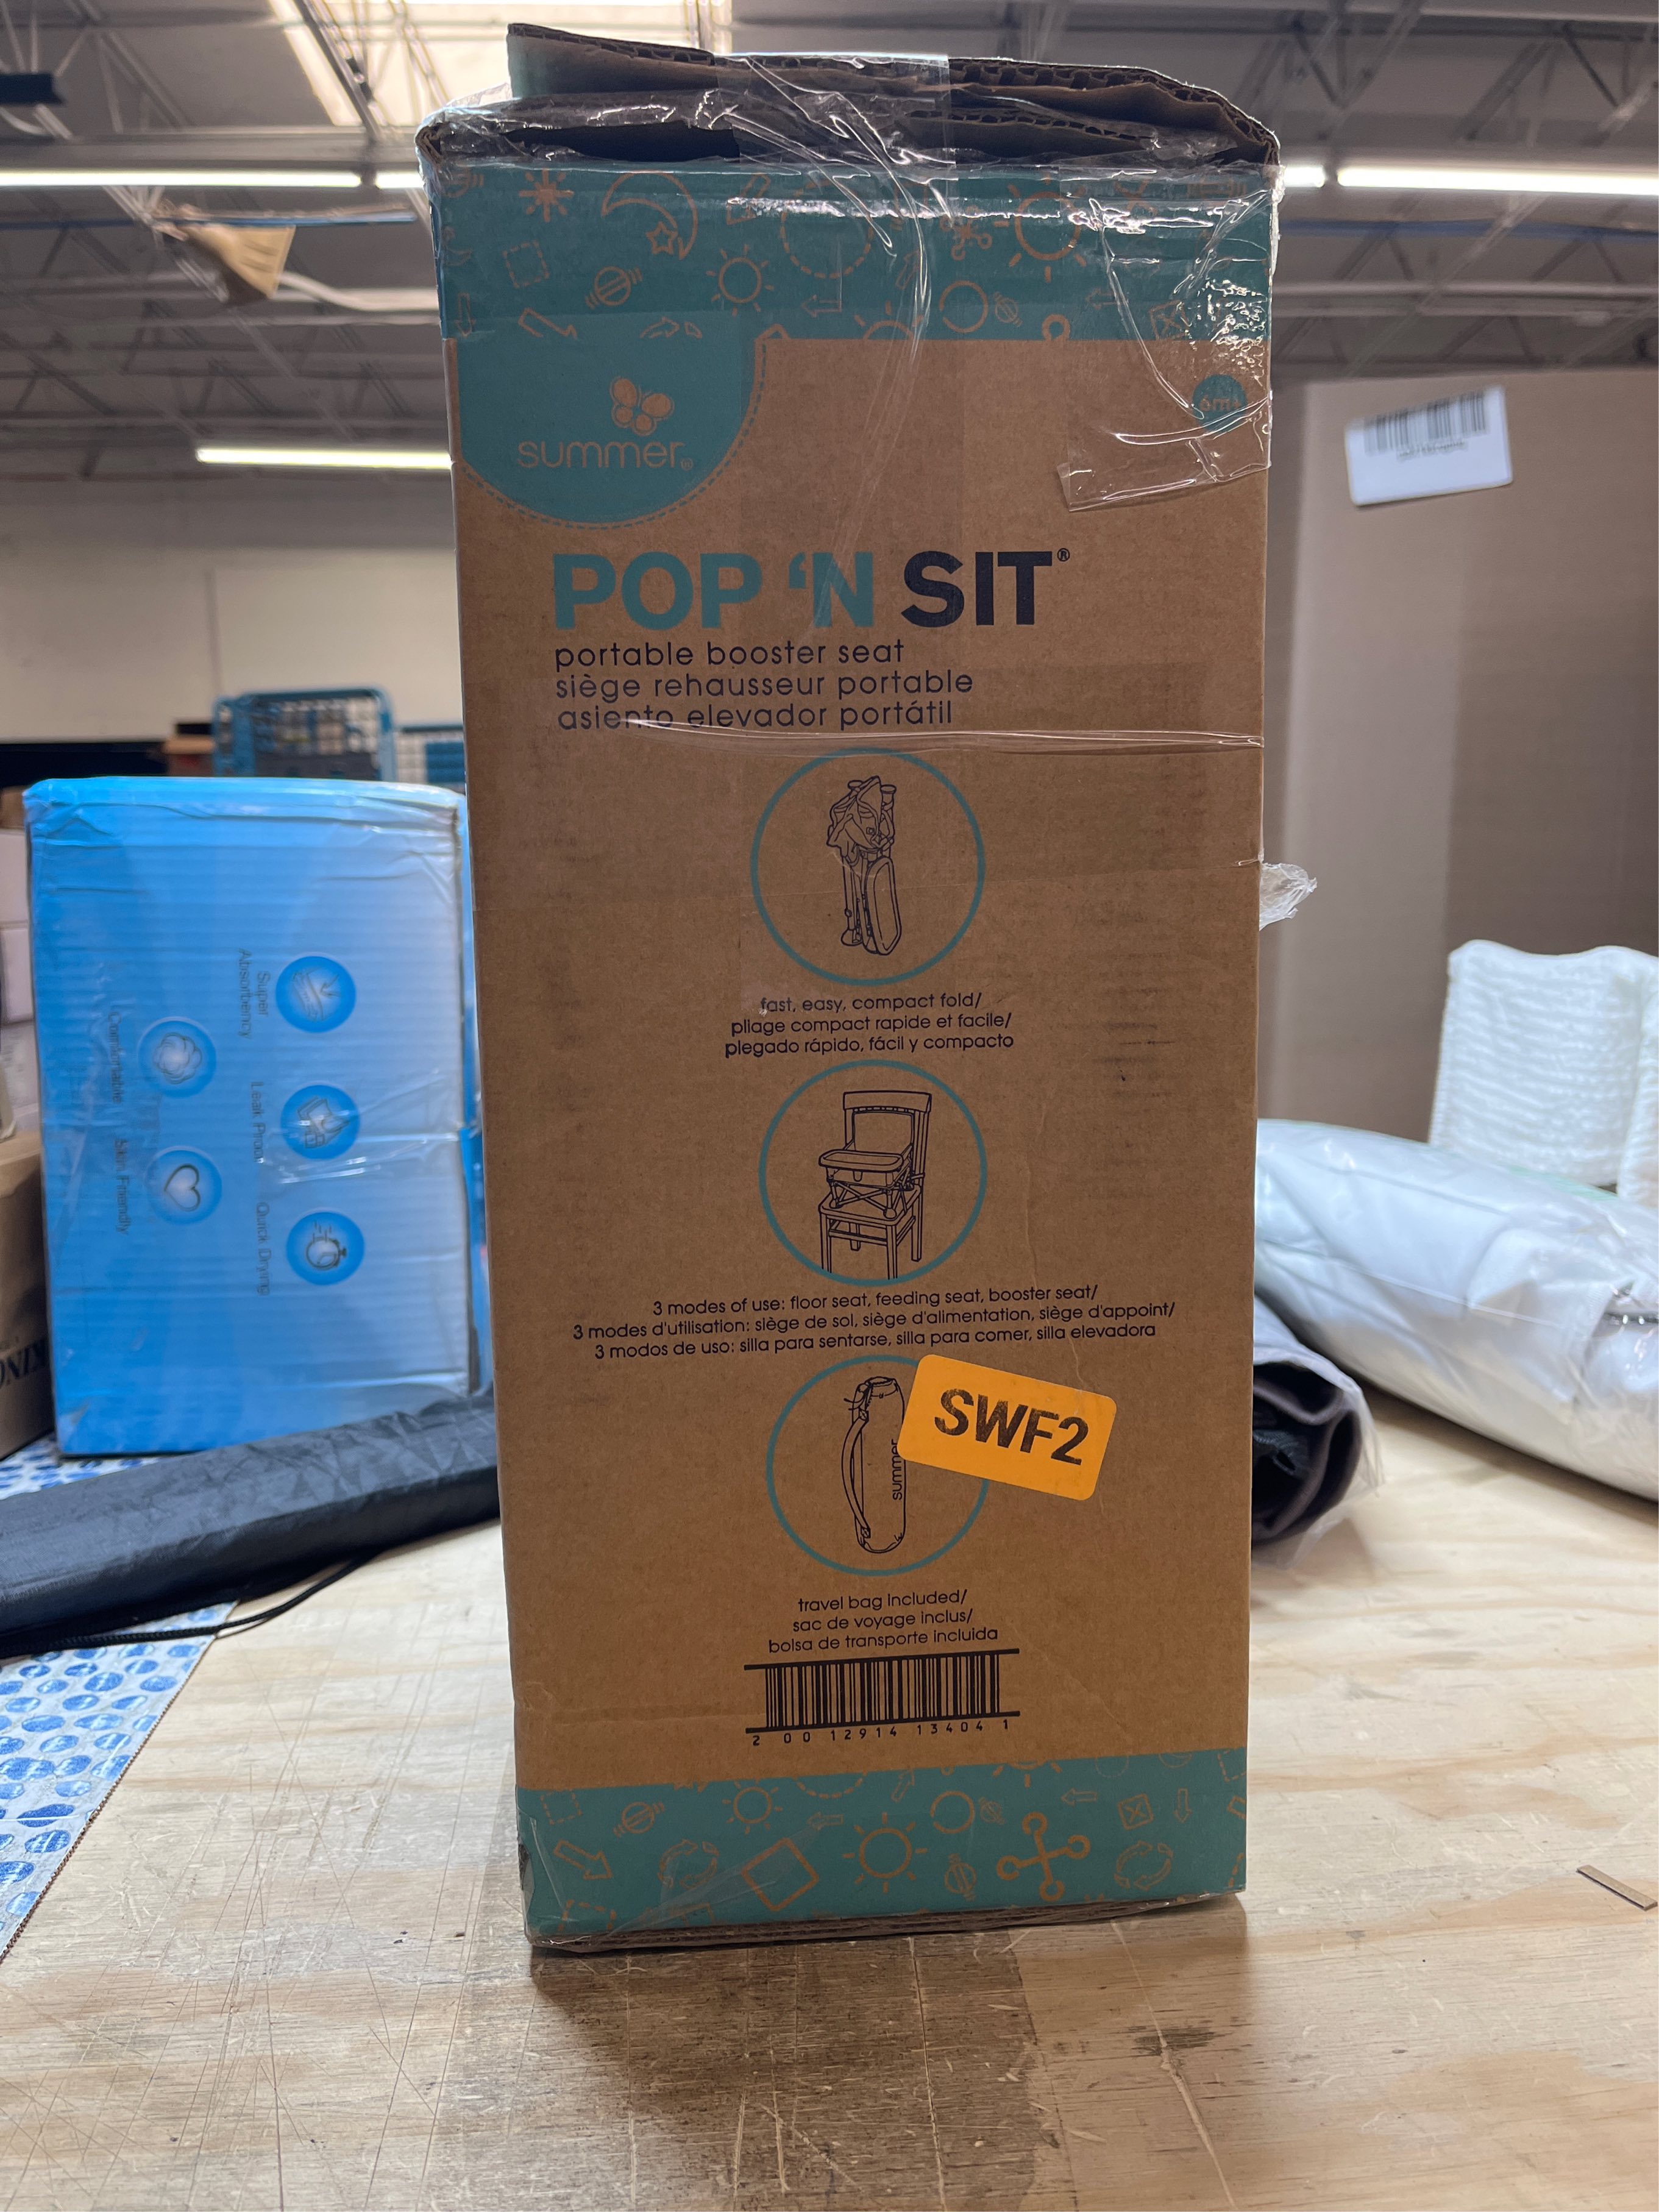 summer®
6m+
POP 'N SIT®
portable booster seat
siège rehausseur portable
asiento elevador portátil
fast, easy, compact fold/
pliage compact rapide et facile/
plegado rápido, fácil y compacto
3 modes of use: floor seat, feeding seat, booster seat/
3 modes d'utilisation: siège de sol, siège d'alimentation, siège d'appoint/
3 modos de uso: silla para sentarse, silla para comer, silla elevadora
SWF2
summer
travel bag included/
sac de voyage inclus/
bolsa de transporte incluida
2 00 12914 13404 1
Super
Absorbency
Leak Proof
Quick Drying
Comfortable
Skin Friendly